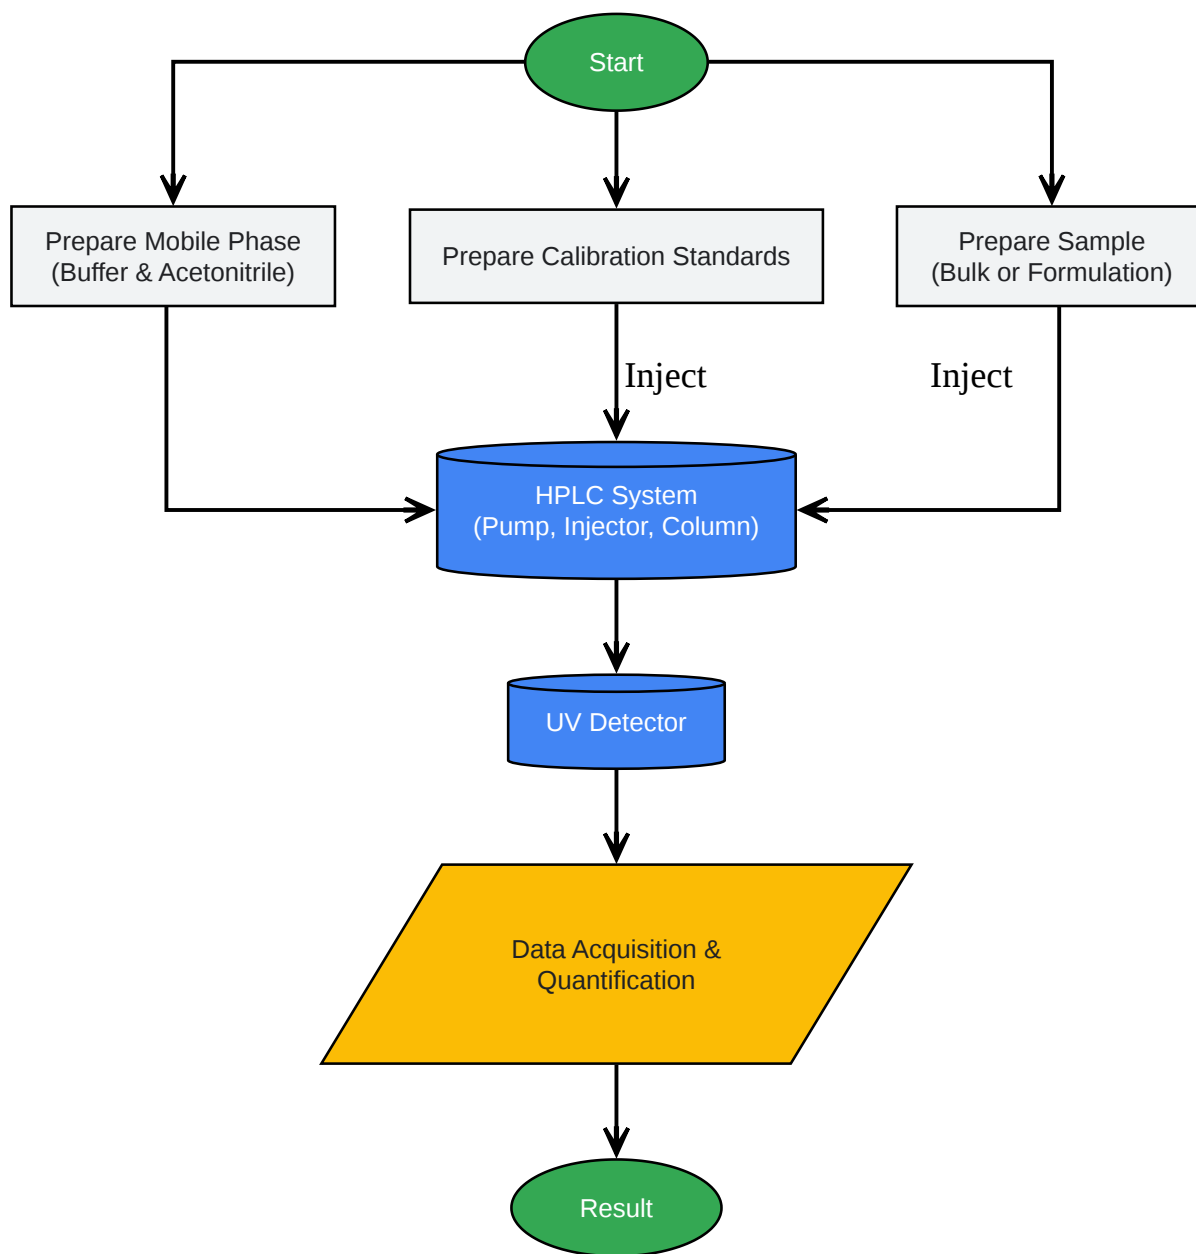 Start
Prepare Mobile Phase
(Buffer & Acetonitrile)
Prepare Calibration Standards
Prepare Sample
(Bulk or Formulation)
Inject
Inject
HPLC System
(Pump, Injector, Column)
UV Detector
Data Acquisition &
Quantification
Result